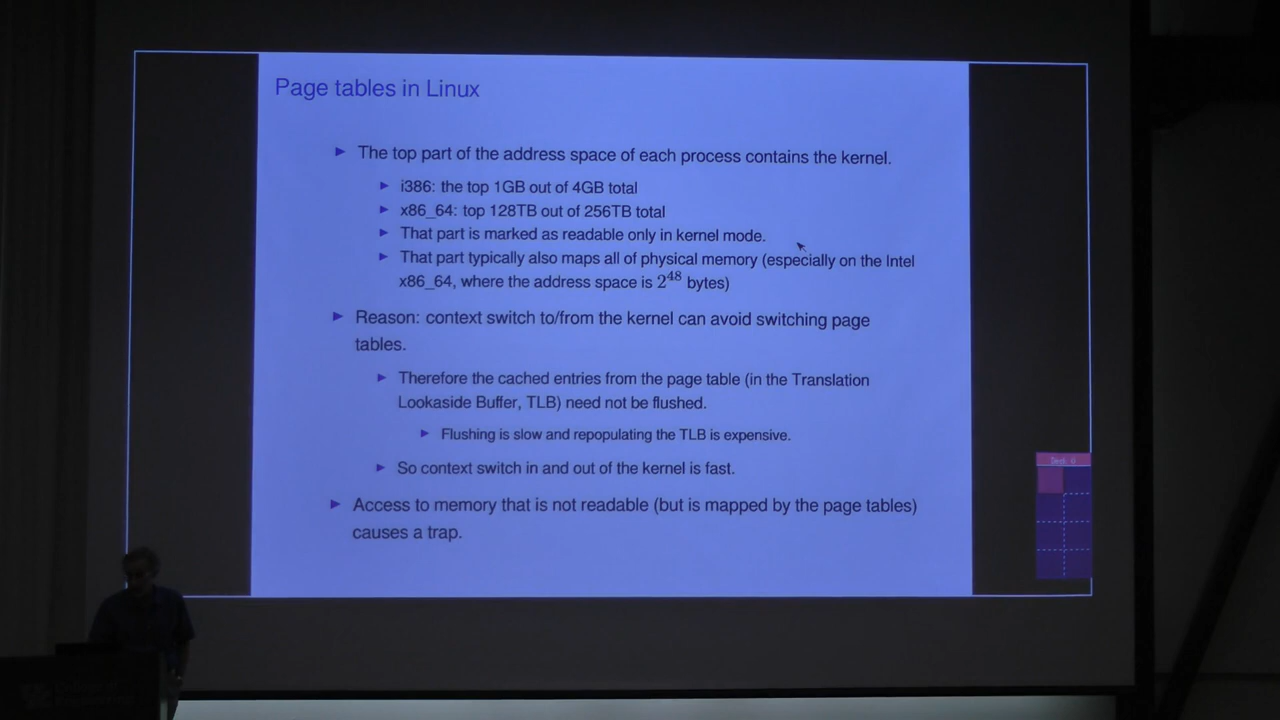 Page tables in Linux
The top part of the address space of each process contains the kernel.
i386: the top 1GB out of 4GB total
x86_64: top 128TB out of 256TB total
That part is marked as readable only in kernel mode.
That part typically also maps all of physical memory (especially on the Intel
x86_64, where the address space is 2⁴⁸ bytes)
Reason: context switch to/from the kernel can avoid switching page
tables.
Therefore the cached entries from the page table (in the Translation
Lookaside Buffer, TLB) need not be flushed.
Flushing is slow and repopulating the TLB is expensive.
So context switch in and out of the kernel is fast.
Access to memory that is not readable (but is mapped by the page tables)
causes a trap.